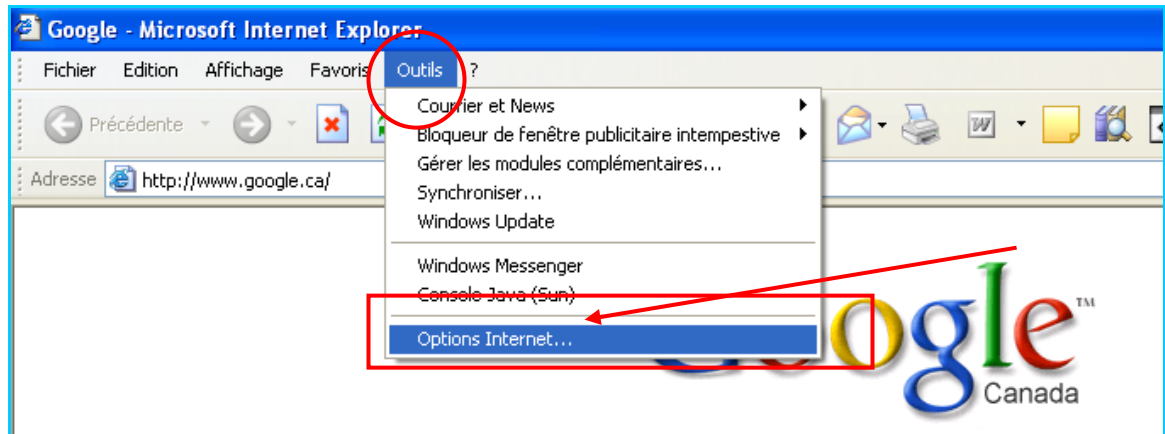 Google - Microsoft Internet Explorer
Fichier Edition Affichage Favoris Outils ?
Précédente
Courrier et News
Bloqueur de fenêtre publicitaire intempestive
Gérer les modules complémentaires...
Synchroniser...
Windows Update
Windows Messenger
Console Java (Sun)
Options Internet...
Adresse http://www.google.ca/
Google TM
Canada